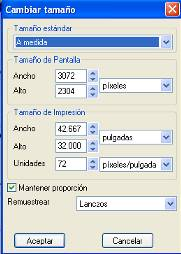 Cambiar tamaño
Tamaño estándar
A medida
Tamaño de Pantalla
Ancho 3072
Alto 2304
píxeles
Tamaño de Impresión
Ancho 42.667
Alto 32.000
pulgadas
Unidades 72 píxeles/pulgada
Mantener proporción
Remuestrear Lanczos
Aceptar Cancelar